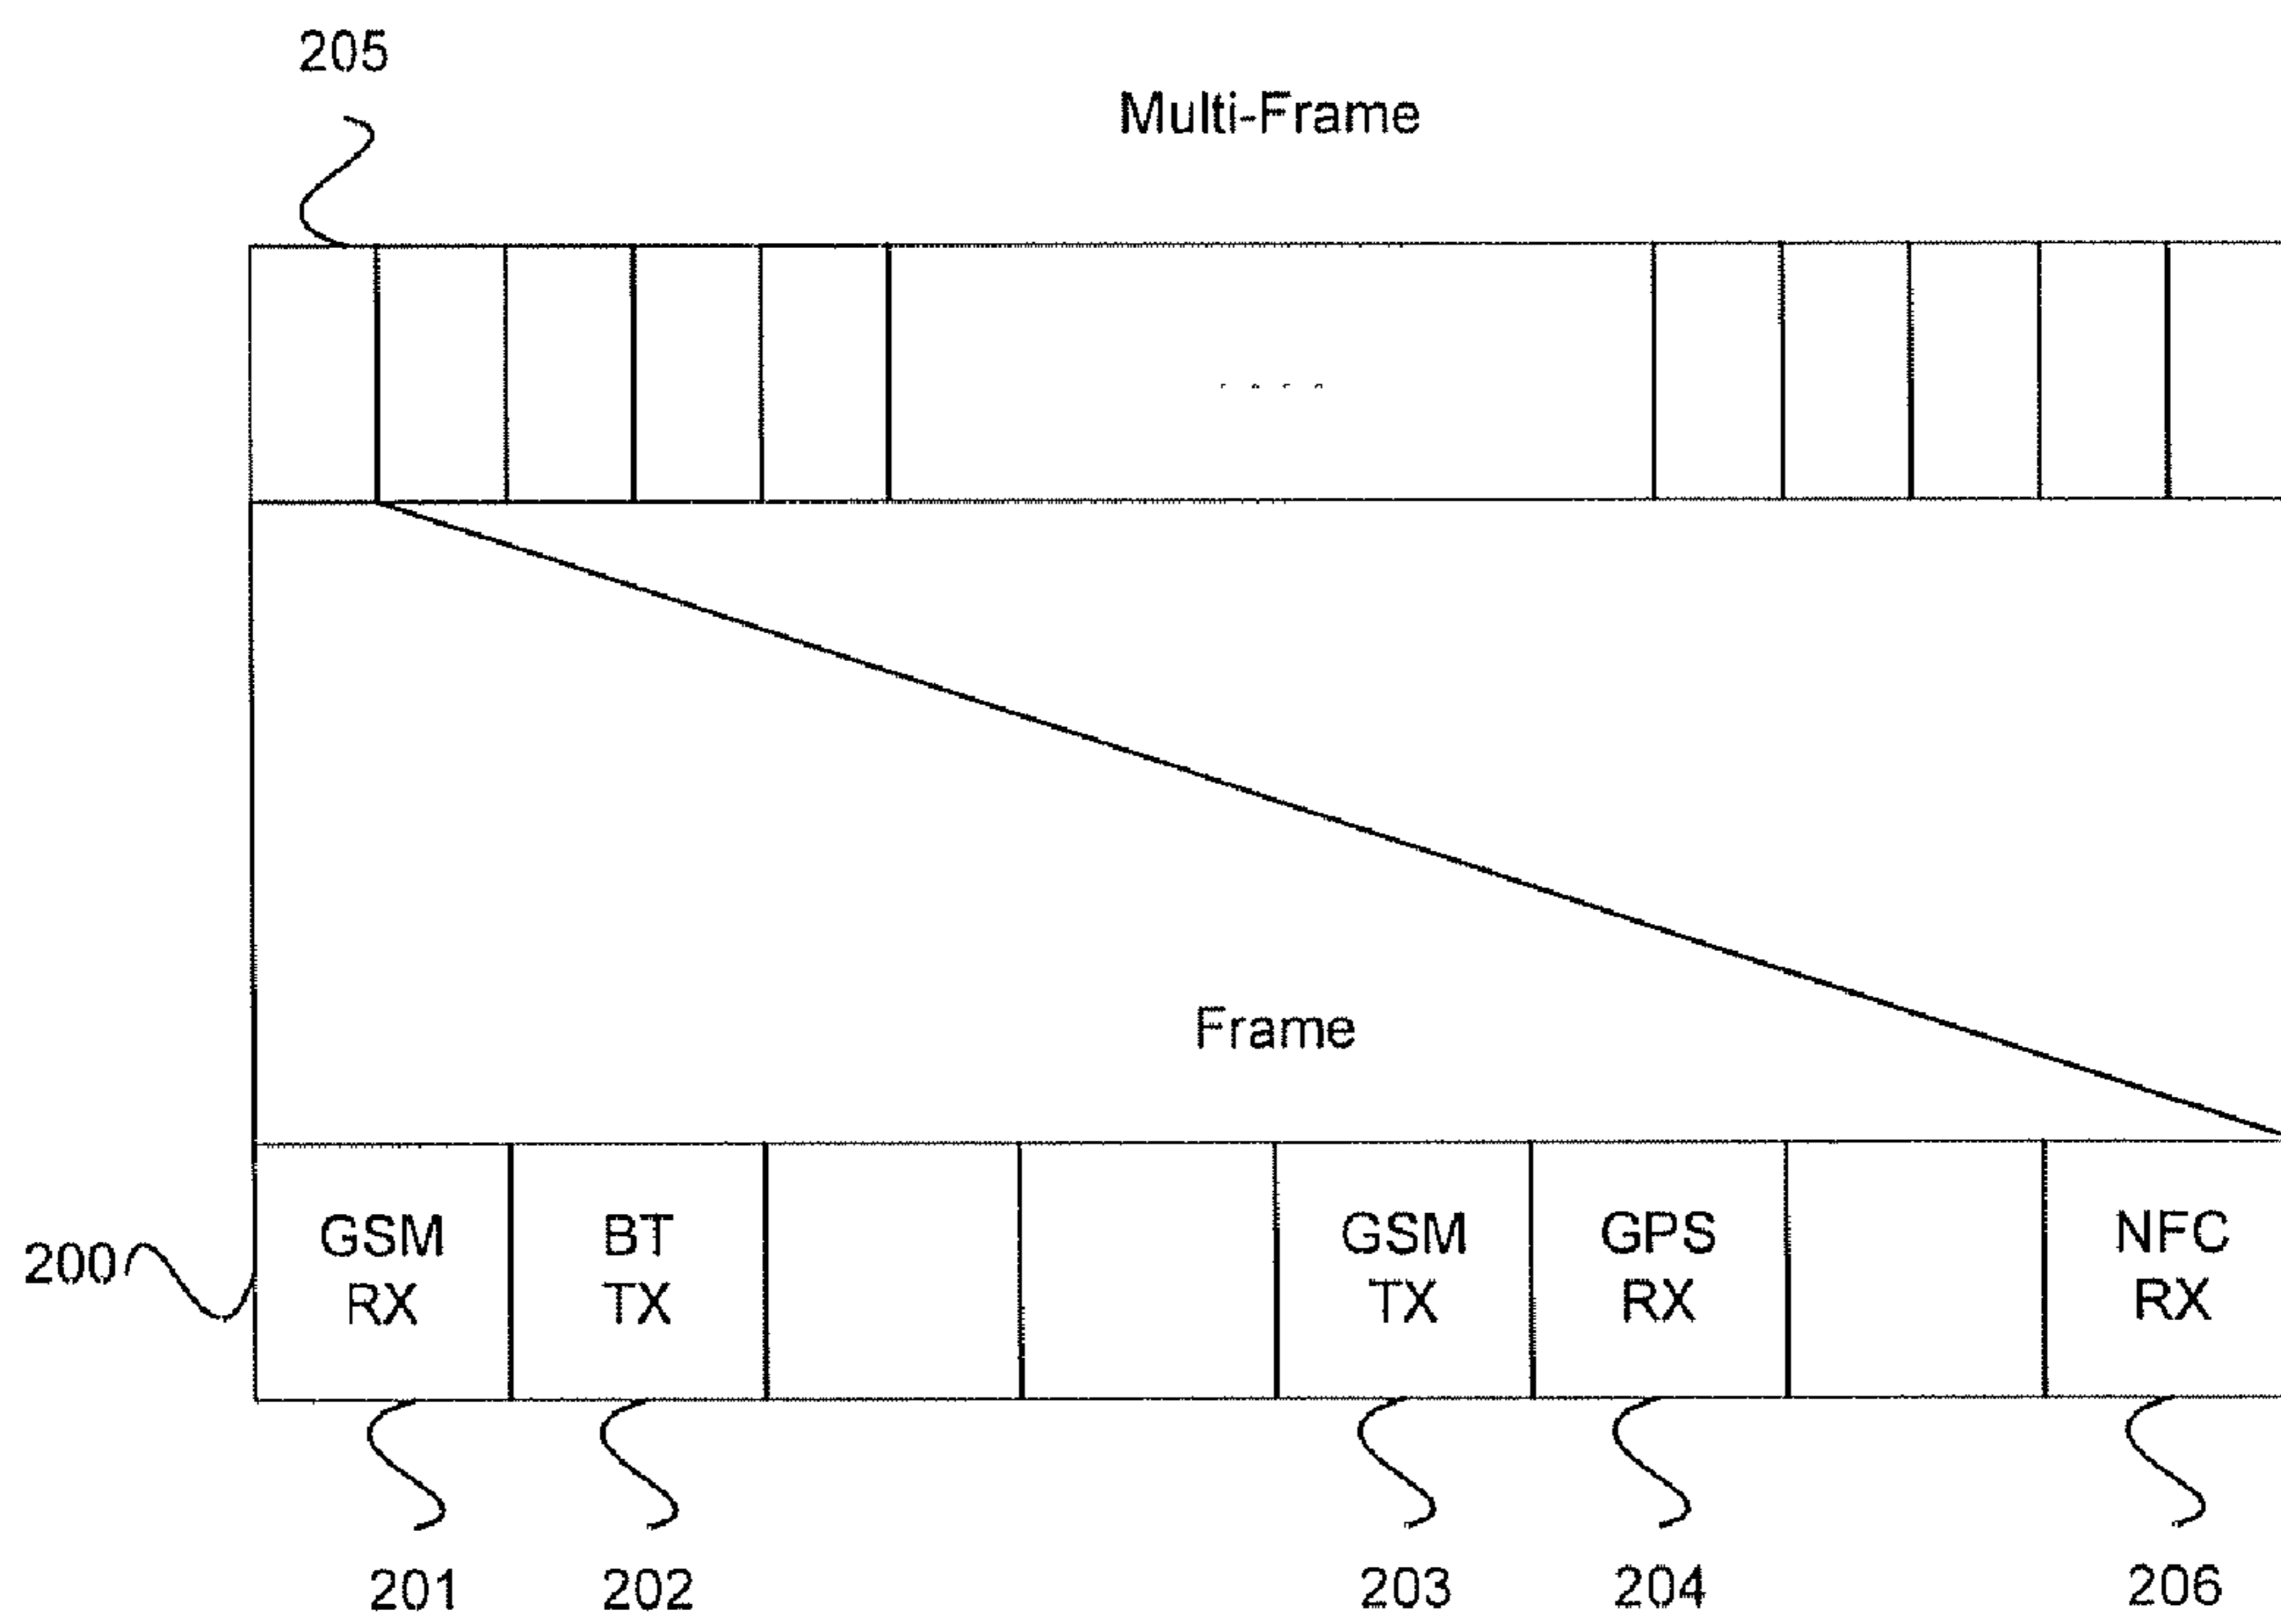 205
Multi-Frame
Frame
200
GSM
RX
BT
TX
GSM
TX
GPS
RX
NFC
RX
201
202
203
204
206